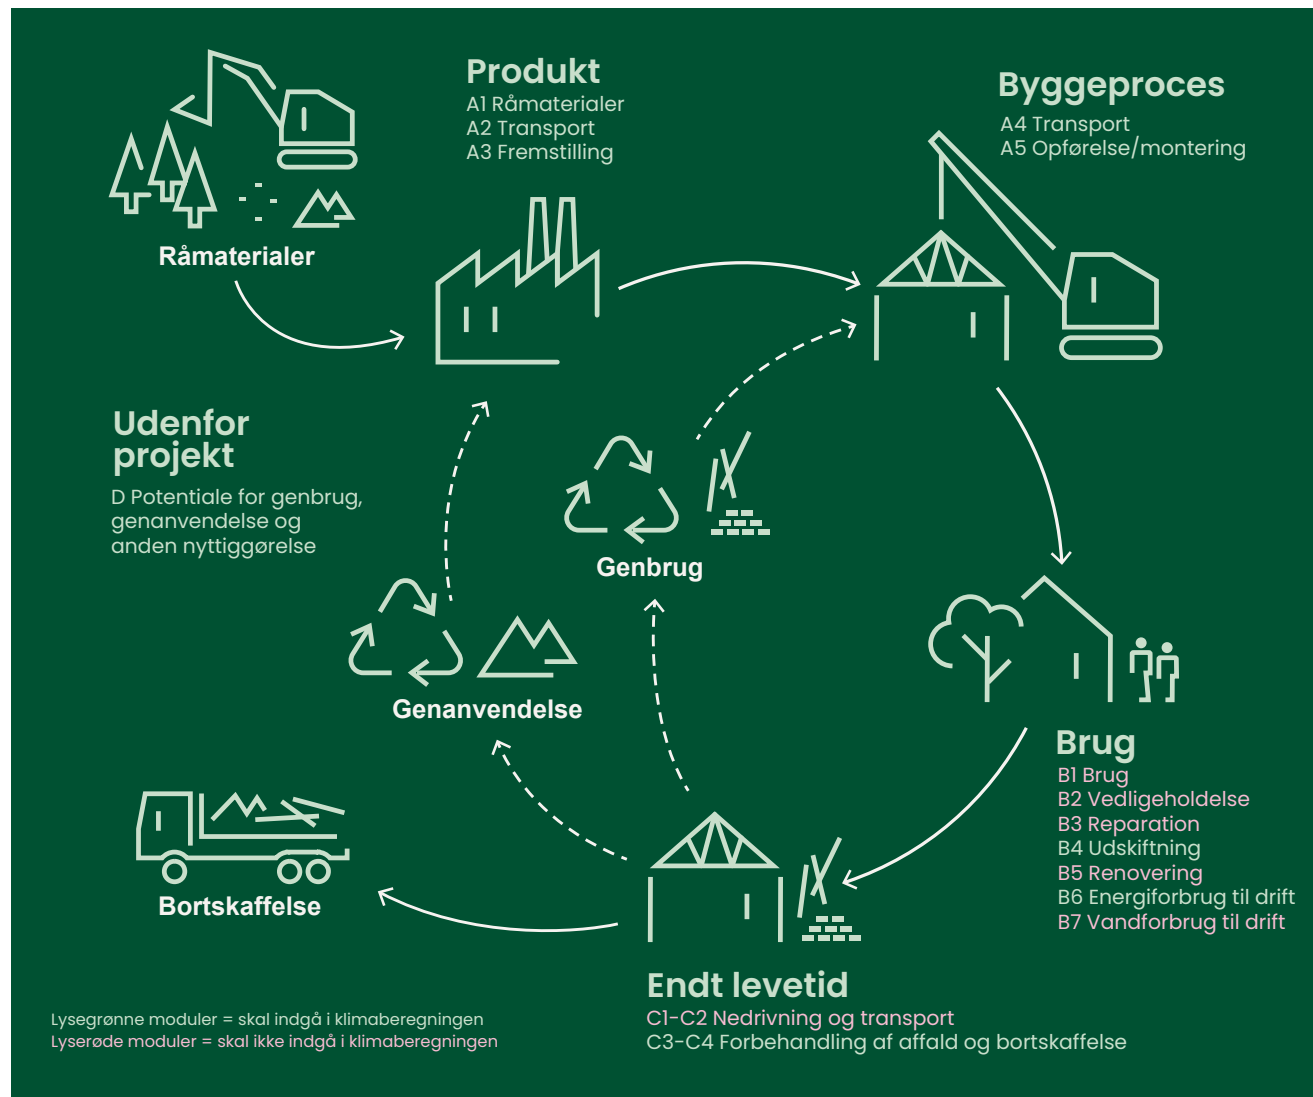 Produkt
A1 Råmaterialer
A2 Transport
A3 Fremstilling
Byggeproces
A4 Transport
A5 Opførelse/montering
Råmaterialer
Udenfor
projekt
D Potentiale for genbrug,
genanvendelse og
anden nyttiggørelse
Genbrug
Genanvendelse
Brug
B1 Brug
B2 Vedligeholdelse
B3 Reparation
B4 Udskiftning
B5 Renovering
B6 Energiforbrug til drift
B7 Vandforbrug til drift
Bortskaffelse
Endt levetid
C1-C2 Nedrivning og transport
C3-C4 Forbehandling af affald og bortskaffelse
Lysegrønne moduler = skal indgå i klimaberegningen
Lyserøde moduler = skal ikke indgå i klimaberegningen